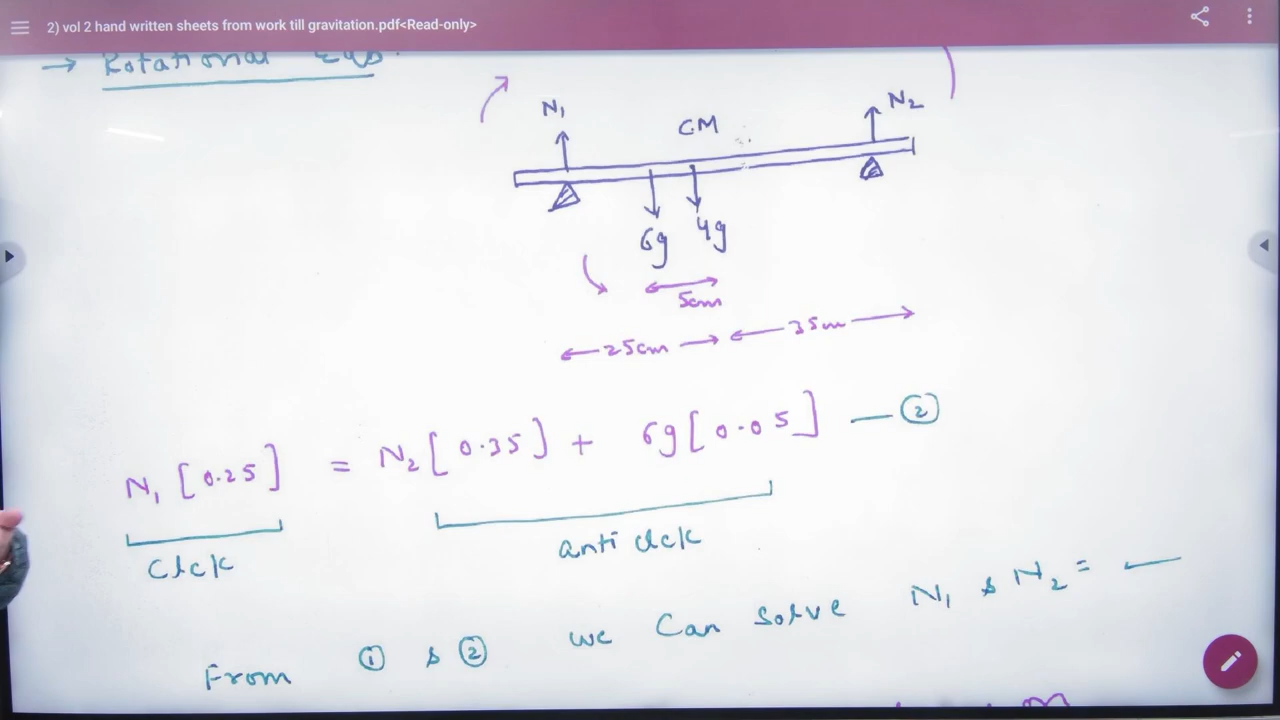 2) vol 2 hand written sheets from work till gravitation.pdf<Read-only>
→ Rotational Eqb.
N₁ CM N₂
6g 4g
5cm
25cm 35m
N₁ [0.25] = N₂ [0.35] + 6g [0.05] — ②
Clck anti clck
From ① & ② we can solve N₁ & N₂ = —